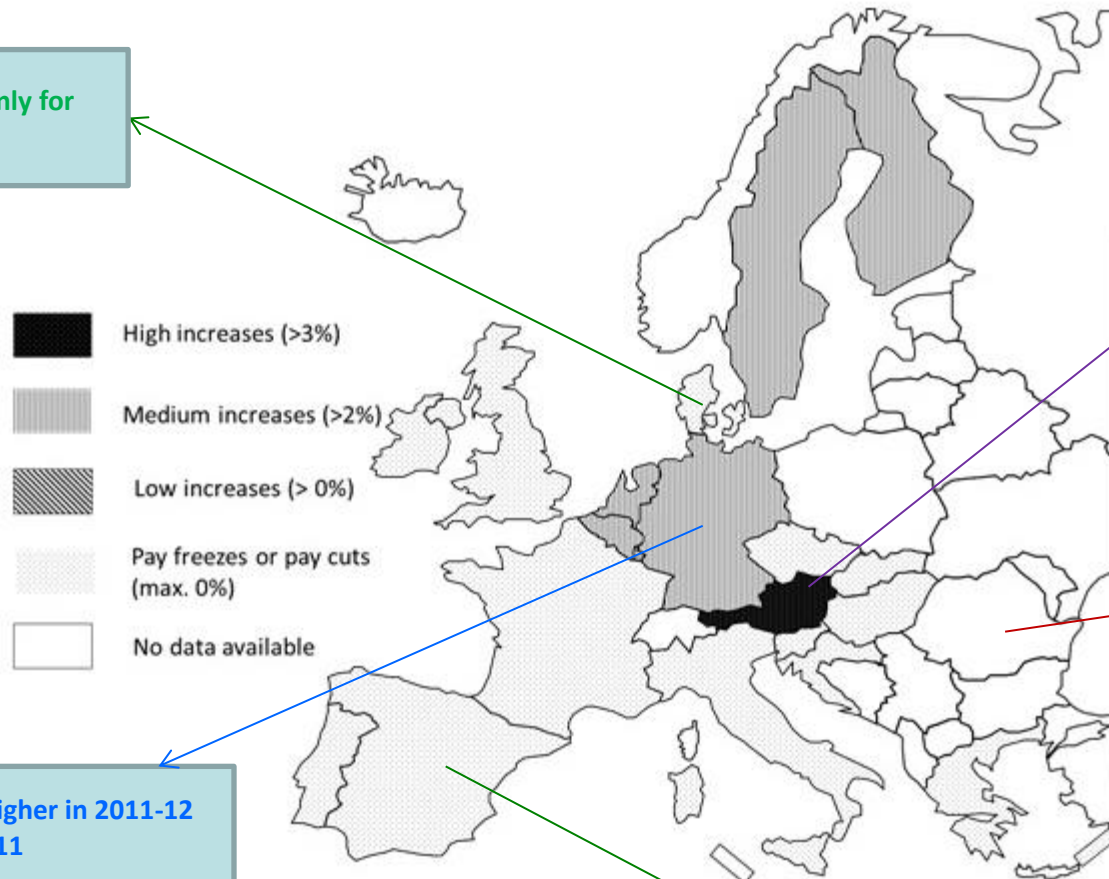 nly for
High increases (>3%)
Medium increases (>2%)
Low increases (> 0%)
Pay freezes or pay cuts
(max. 0%)
No data available
igher in 2011-12
11